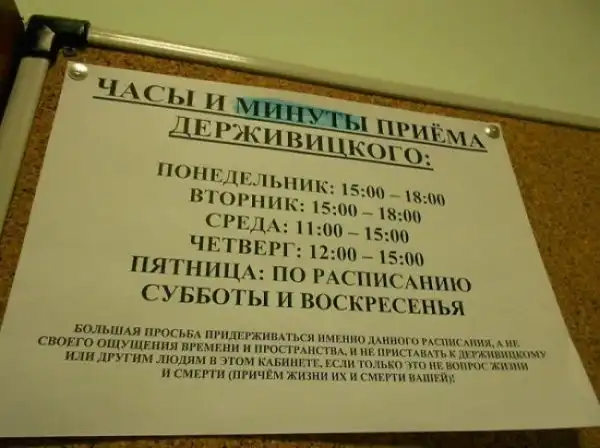 ЧАСЫ И МИНУТЫ ПРИЁМА
ДЕРЖИВИЦКОГО:
ПОНЕДЕЛЬНИК: 15:00 – 18:00
ВТОРНИК: 15:00 – 18:00
СРЕДА: 11:00 – 15:00
ЧЕТВЕРГ: 12:00 – 15:00
ПЯТНИЦА: ПО РАСПИСАНИЮ
СУББОТЫ И ВОСКРЕСЕНЬЯ
БОЛЬШАЯ ПРОСЬБА ПРИДЕРЖИВАТЬСЯ ИМЕННО ДАННОГО РАСПИСАНИЯ, А НЕ
СВОЕГО ОЩУЩЕНИЯ ВРЕМЕНИ И ПРОСТРАНСТВА, И НЕ ПРИСТАВАТЬ К ДЕРЖИВИЦКОМУ
ИЛИ ДРУГИМ ЛЮДЯМ В ЭТОМ КАБИНЕТЕ, ЕСЛИ ТОЛЬКО ЭТО НЕ ВОПРОС ЖИЗНИ
И СМЕРТИ (ПРИЧЁМ ЖИЗНИ ИХ И СМЕРТИ ВАШЕЙ)!